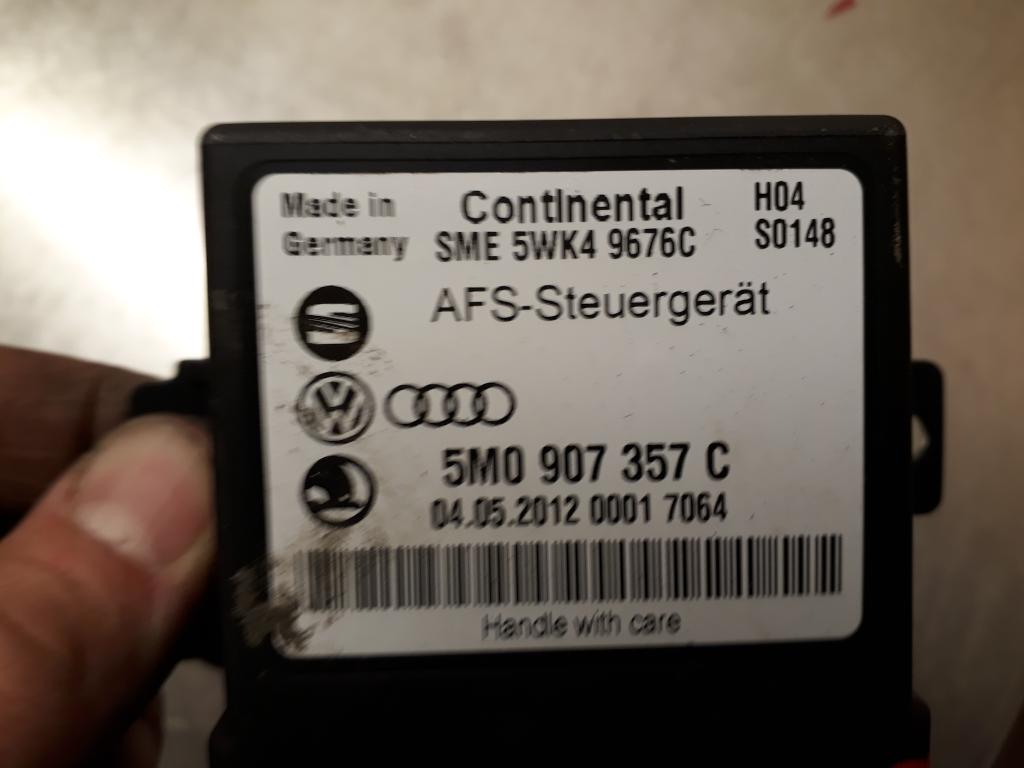 Made in
Germany
Continental
SME 5WK4 9676C
H04
S0148
AFS-Steuergerät
5M0 907 357 C
04.05.2012 0001 7064
Handle with care